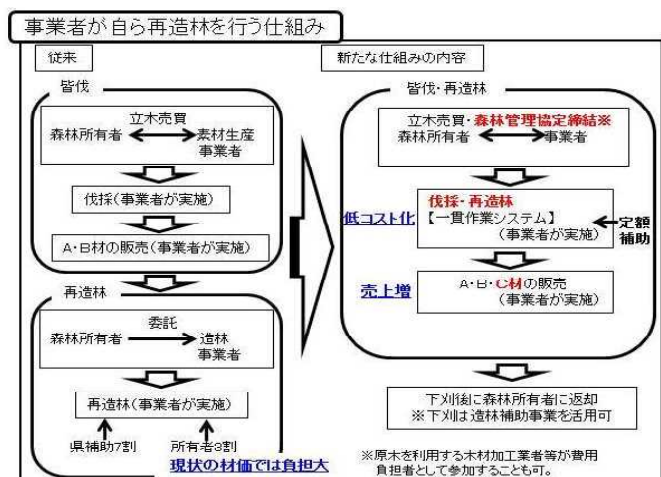 事業者が自ら再造林を行う仕組み
従来
皆伐
立木売買
森林所有者
素材生産
事業者
伐採(事業者が実施)
A・B材の販売(事業者が実施)
再造林
委託
森林所有者
造林
事業者
再造林(事業者が実施)
県補助7割
所有者3割
現状の材価では負担大
新たな仕組みの内容
皆伐・再造林
立木売買・森林管理協定締結※
森林所有者
事業者
低コスト化
伐採・再造林
【一貫作業システム】
(事業者が実施)
定額
補助
売上増
A・B・C材の販売
(事業者が実施)
下刈後に森林所有者に返却
※下刈は造林補助事業を活用可
※原木を利用する木材加工業者等が費用
負担者として参加することも可。